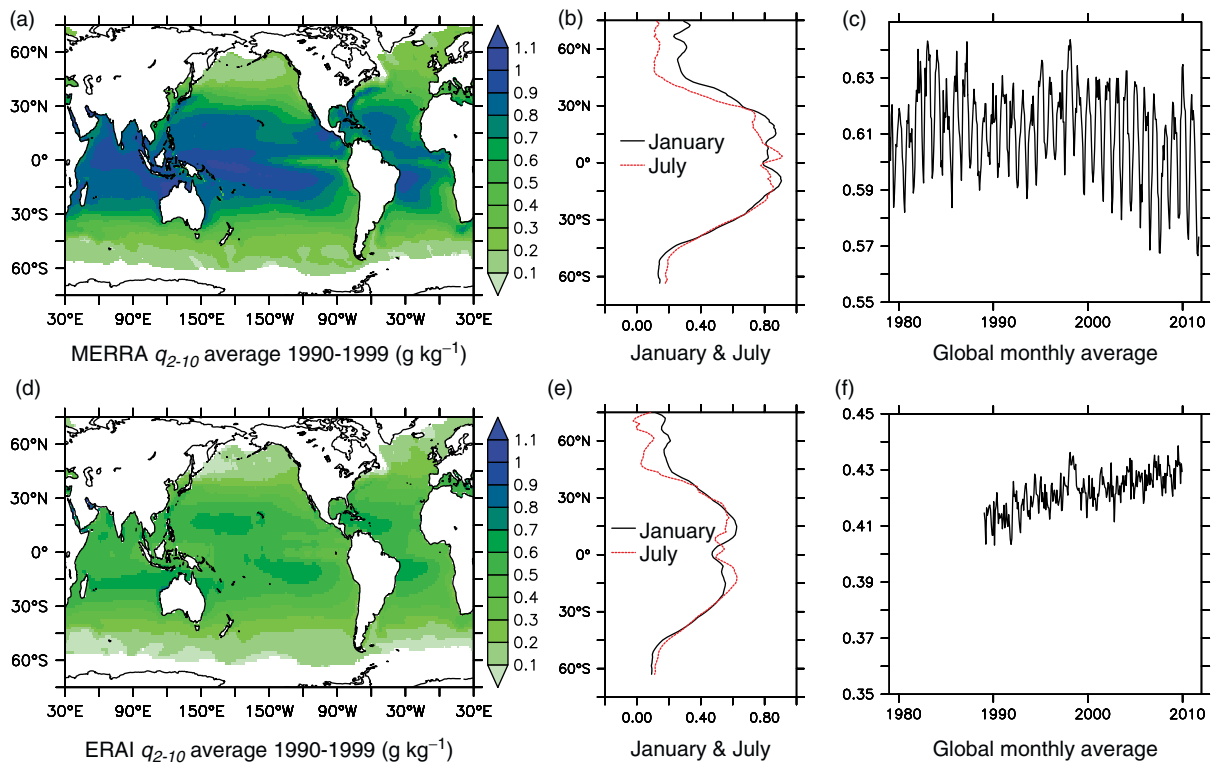 (a)
60°N
30°N
0°
30°S
60°S
30°E 90°E 150°E 150°W 90°W 30°W 30°E
1.1
1
0.9
0.8
0.7
0.6
0.5
0.4
0.3
0.2
0.1
MERRA q2-10 average 1990-1999 (g kg−1)
(b)
60°N
30°N
0°
30°S
60°S
January
July
0.00 0.40 0.80
January & July
(c)
0.63
0.61
0.59
0.57
0.55
1980 1990 2000 2010
Global monthly average
(d)
60°N
30°N
0°
30°S
60°S
30°E 90°E 150°E 150°W 90°W 30°W 30°E
1.1
1
0.9
0.8
0.7
0.6
0.5
0.4
0.3
0.2
0.1
ERAI q2-10 average 1990-1999 (g kg−1)
(e)
60°N
30°N
0°
30°S
60°S
January
July
0.00 0.40 0.80
January & July
(f)
0.45
0.43
0.41
0.39
0.37
0.35
1980 1990 2000 2010
Global monthly average